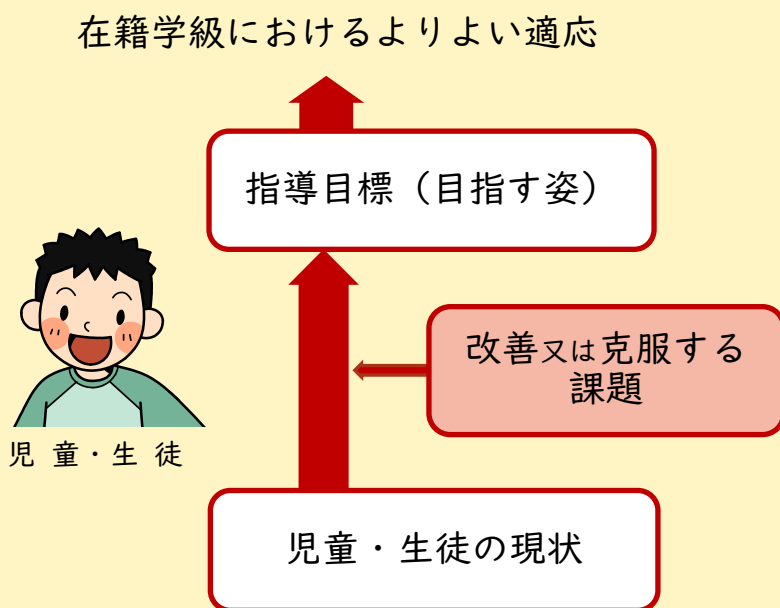 在籍学級におけるよりよい適応
指導目標（目指す姿）
改善又は克服する
課題
児 童・生 徒
児童・生徒の現状